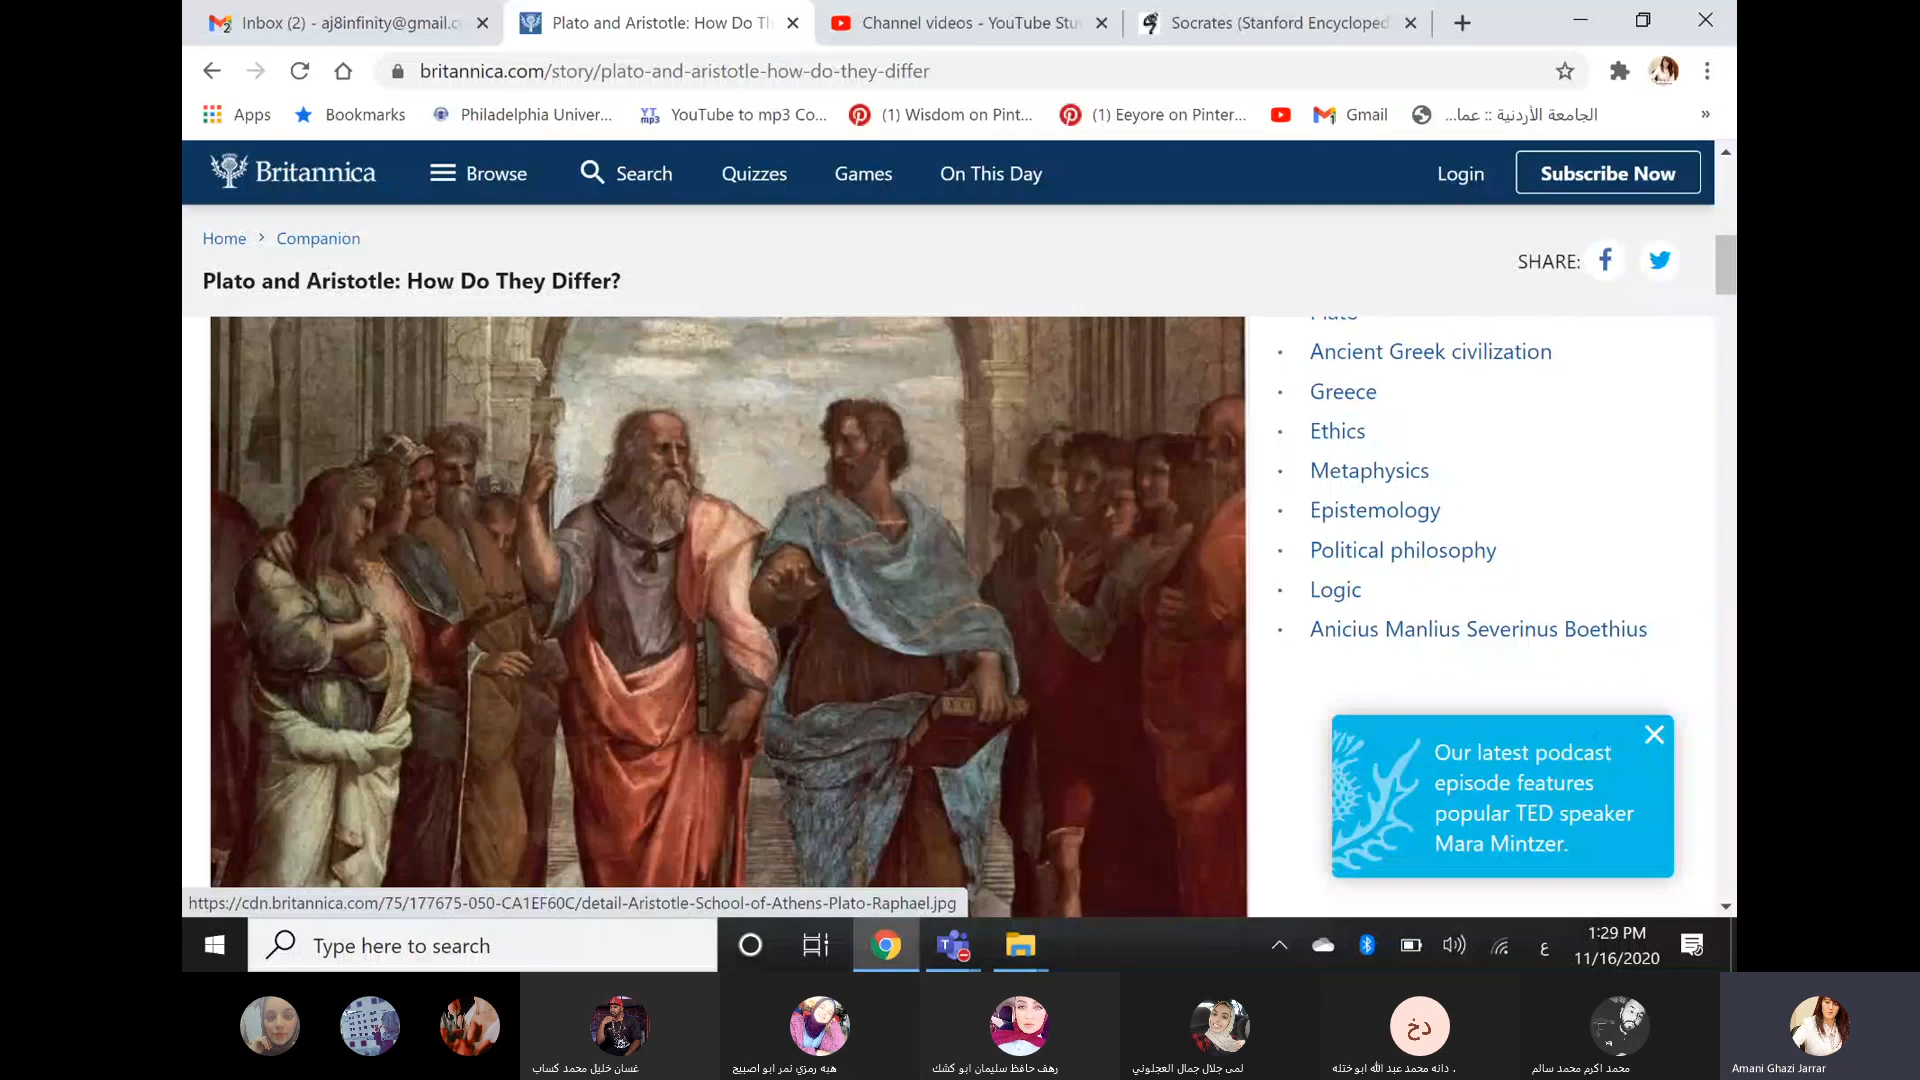 Inbox (2) - aj8infinity@gmail.c
Plato and Aristotle: How Do Th
Channel videos - YouTube Stu
Socrates (Stanford Encycloped
britannica.com/story/plato-and-aristotle-how-do-they-differ
Apps
Bookmarks
Philadelphia Univer...
YT mp3
YouTube to mp3 Co...
(1) Wisdom on Pint...
(1) Eeyore on Pinter...
Gmail
الجامعة الأردنية :: عما...
»
Britannica
Browse
Search
Quizzes
Games
On This Day
Login
Subscribe Now
Home > Companion
SHARE:
Plato and Aristotle: How Do They Differ?
Plato
Ancient Greek civilization
Greece
Ethics
Metaphysics
Epistemology
Political philosophy
Logic
Anicius Manlius Severinus Boethius
Our latest podcast
episode features
popular TED speaker
Mara Mintzer.
https://cdn.britannica.com/75/177675-050-CA1EF60C/detail-Aristotle-School-of-Athens-Plato-Raphael.jpg
Type here to search
ع
1:29 PM
11/16/2020
دخ
غسان خليل محمد كساب
هبه رمزي نمر ابو اصبيح
رهف حافظ سليمان ابو كشك
لمى جلال جمال العجلوني
دانه محمد عبد الله ابو ختله .
محمد اكرم محمد سالم
Amani Ghazi Jarrar